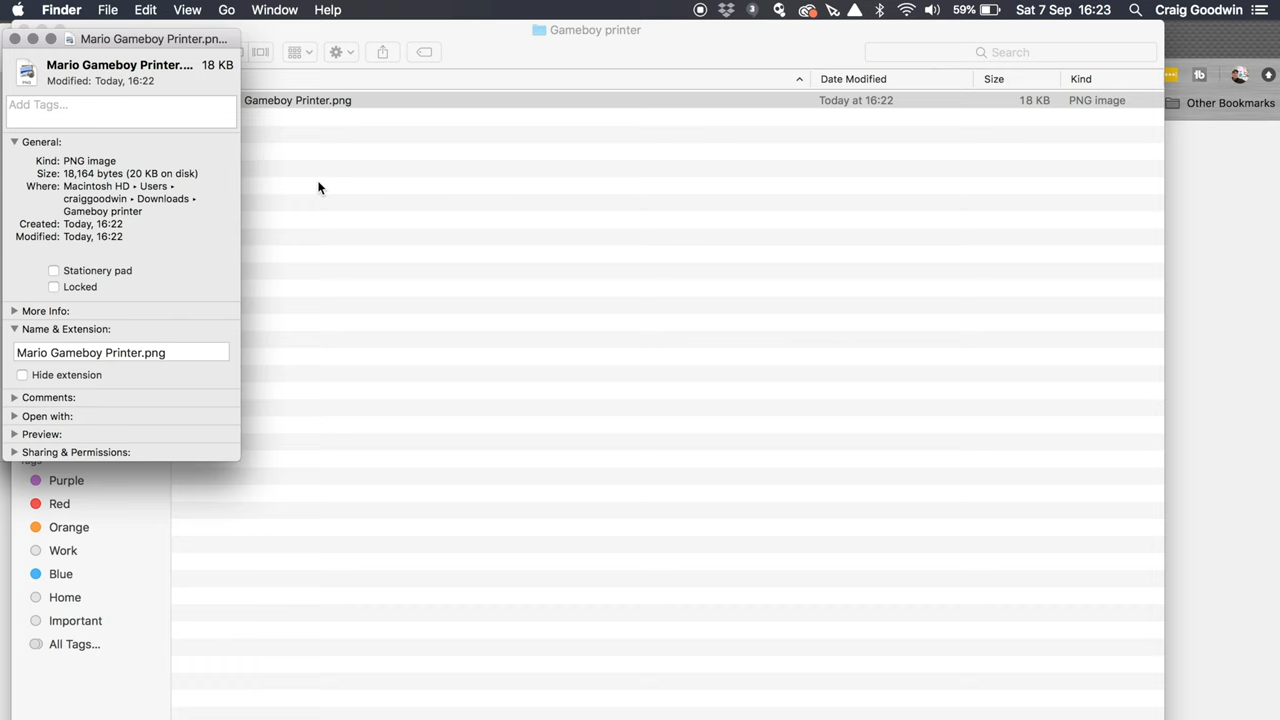 Finder File Edit View Go Window Help 59% Sat 7 Sep 16:23 Craig Goodwin
Mario Gameboy Printer.pn...
Gameboy printer
Search
Mario Gameboy Printer.... 18 KB
Modified: Today, 16:22
Add Tags...
Date Modified Size Kind
Gameboy Printer.png Today at 16:22 18 KB PNG image
Other Bookmarks
General:
Kind: PNG image
Size: 18,164 bytes (20 KB on disk)
Where: Macintosh HD ▸ Users ▸
craiggoodwin ▸ Downloads ▸
Gameboy printer
Created: Today, 16:22
Modified: Today, 16:22
Stationery pad
Locked
More Info:
Name & Extension:
Mario Gameboy Printer.png
Hide extension
Comments:
Open with:
Preview:
Sharing & Permissions:
Purple
Red
Orange
Work
Blue
Home
Important
All Tags...